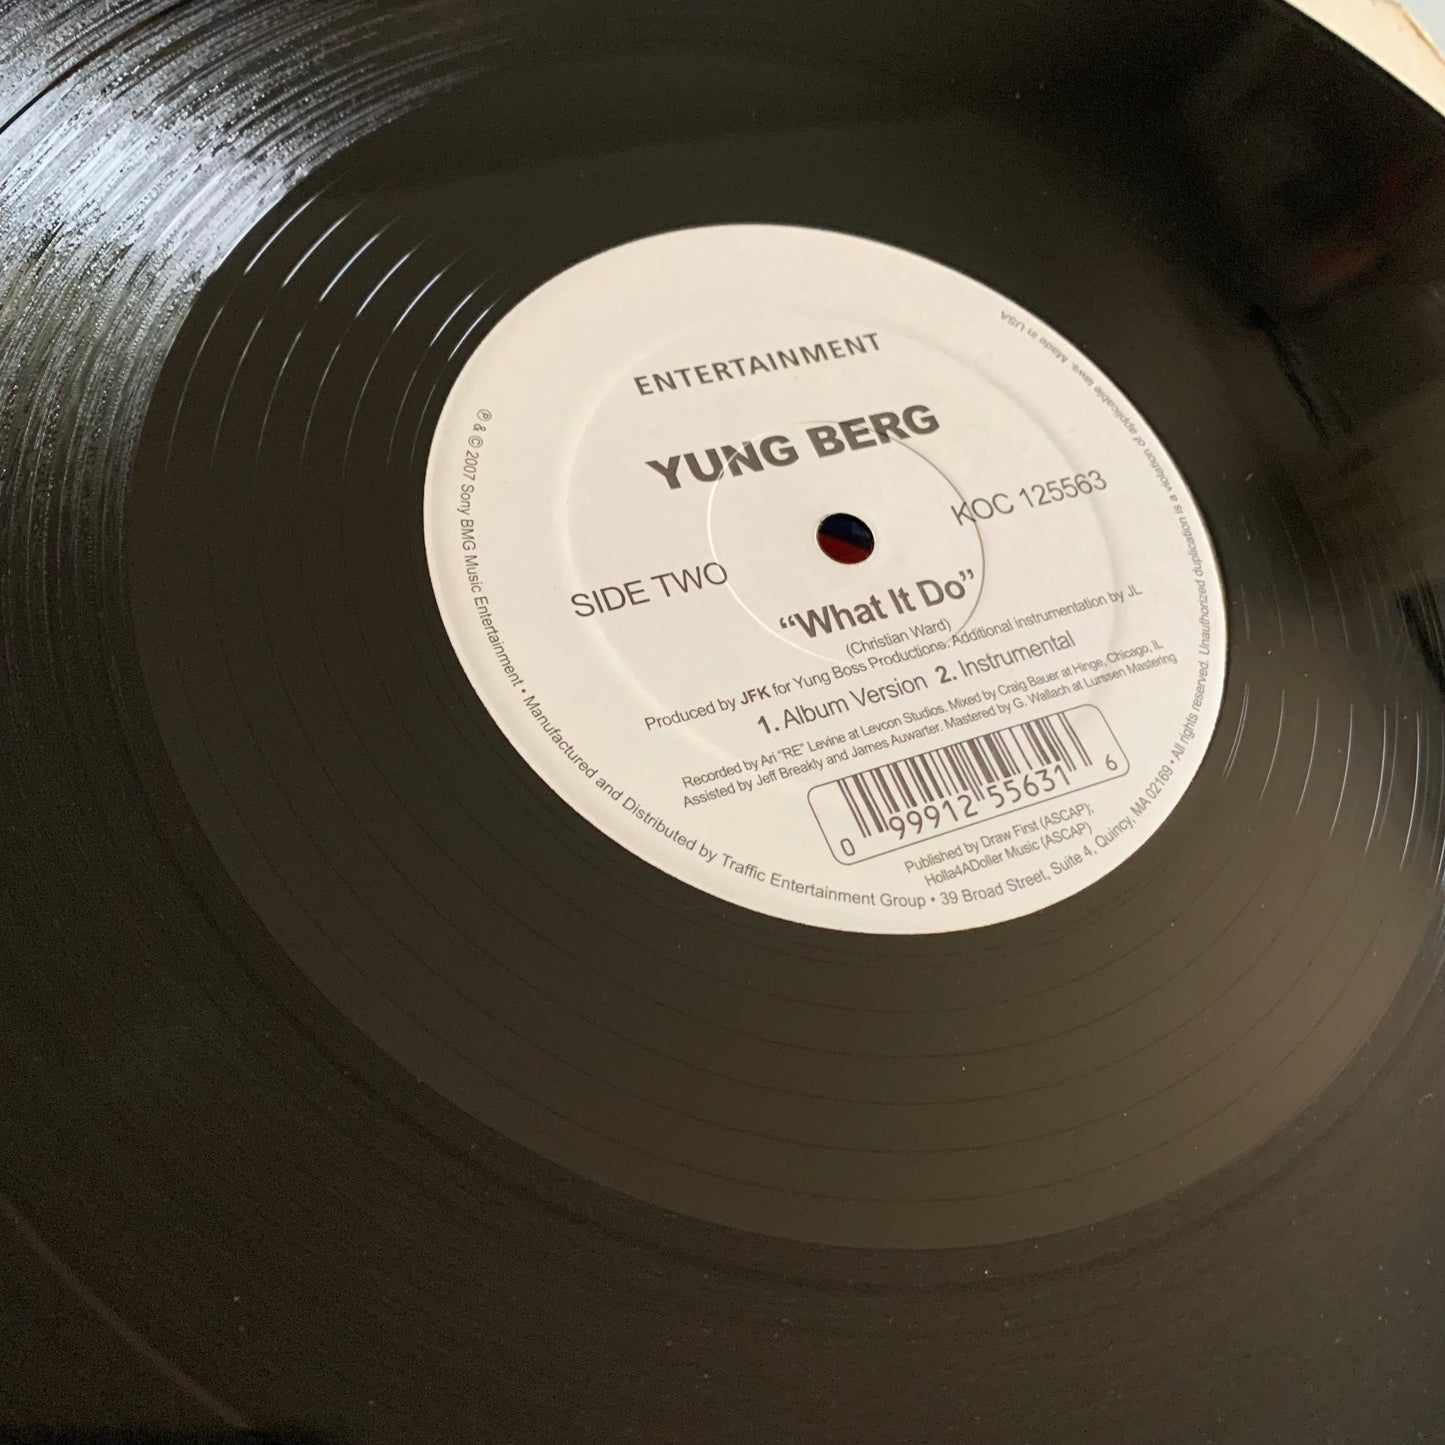 ENTERTAINMENT
YUNG BERG
KOC 125563
SIDE TWO
“What It Do”
(Christian Ward)
Produced by JFK for Yung Boss Productions. Additional instrumentation by JL
1. Album Version 2. Instrumental
Recorded by Ari "RE" Levine at Levcon Studios. Mixed by Craig Bauer at Hinge, Chicago, IL
Assisted by Jeff Breakly and James Auwarter. Mastered by G. Wallach at Lurssen Mastering
0 99912 55631 6
Published by Draw First (ASCAP);
Holla4ADoller Music (ASCAP)
℗ & © 2007 Sony BMG Music Entertainment • Manufactured and Distributed by Traffic Entertainment Group • 39 Broad Street, Suite 4, Quincy, MA 02169 • All rights reserved. Unauthorized duplication is a violation of applicable laws. Made in USA